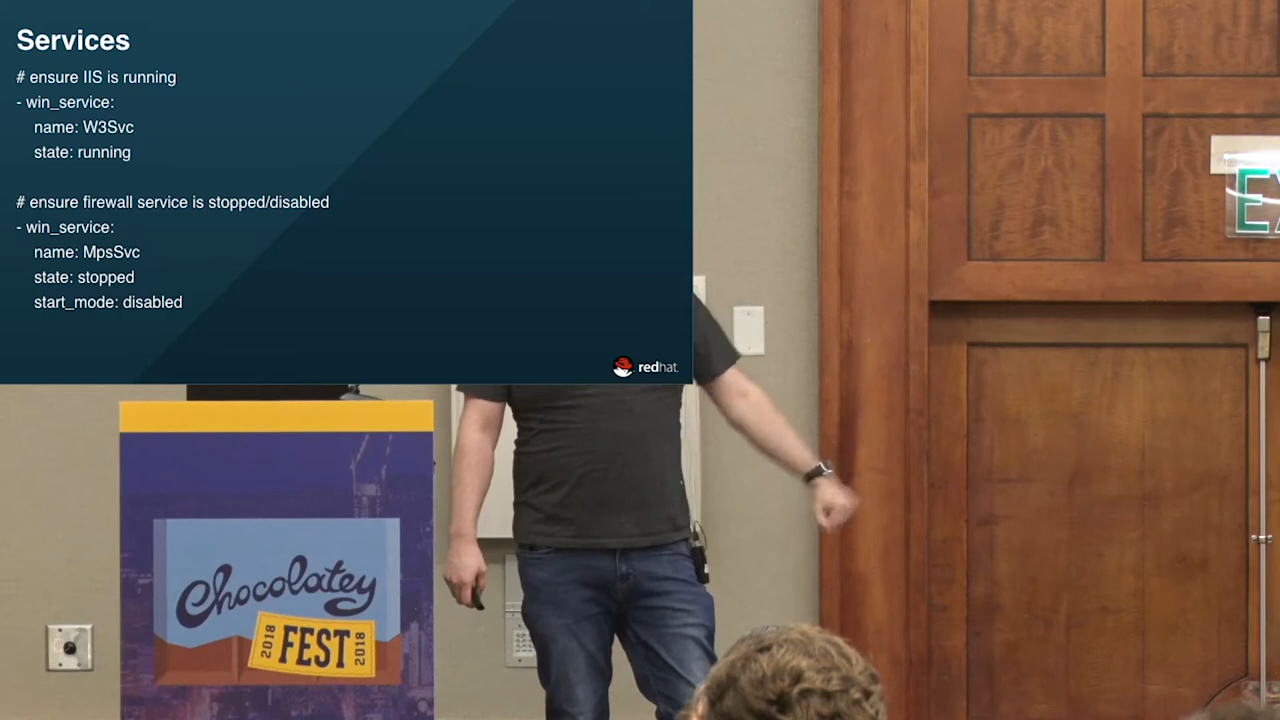 Services
# ensure IIS is running
- win_service:
name: W3Svc
state: running
# ensure firewall service is stopped/disabled
- win_service:
name: MpsSvc
state: stopped
start_mode: disabled
redhat.
Chocolatey
2018 FEST 2018